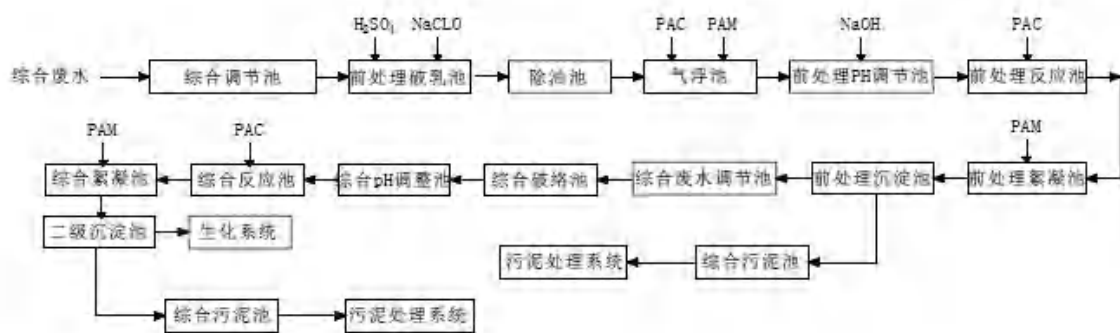 H₂SO₄ NaCLO PAC PAM NaOH PAC
综合废水 综合调节池 前处理破乳池 除油池 气浮池 前处理PH调节池 前处理反应池
PAM PAC PAM
综合絮凝池 综合反应池 综合pH调整池 综合破络池 综合废水调节池 前处理沉淀池 前处理絮凝池
二级沉淀池 生化系统
污泥处理系统 综合污泥池
综合污泥池 污泥处理系统